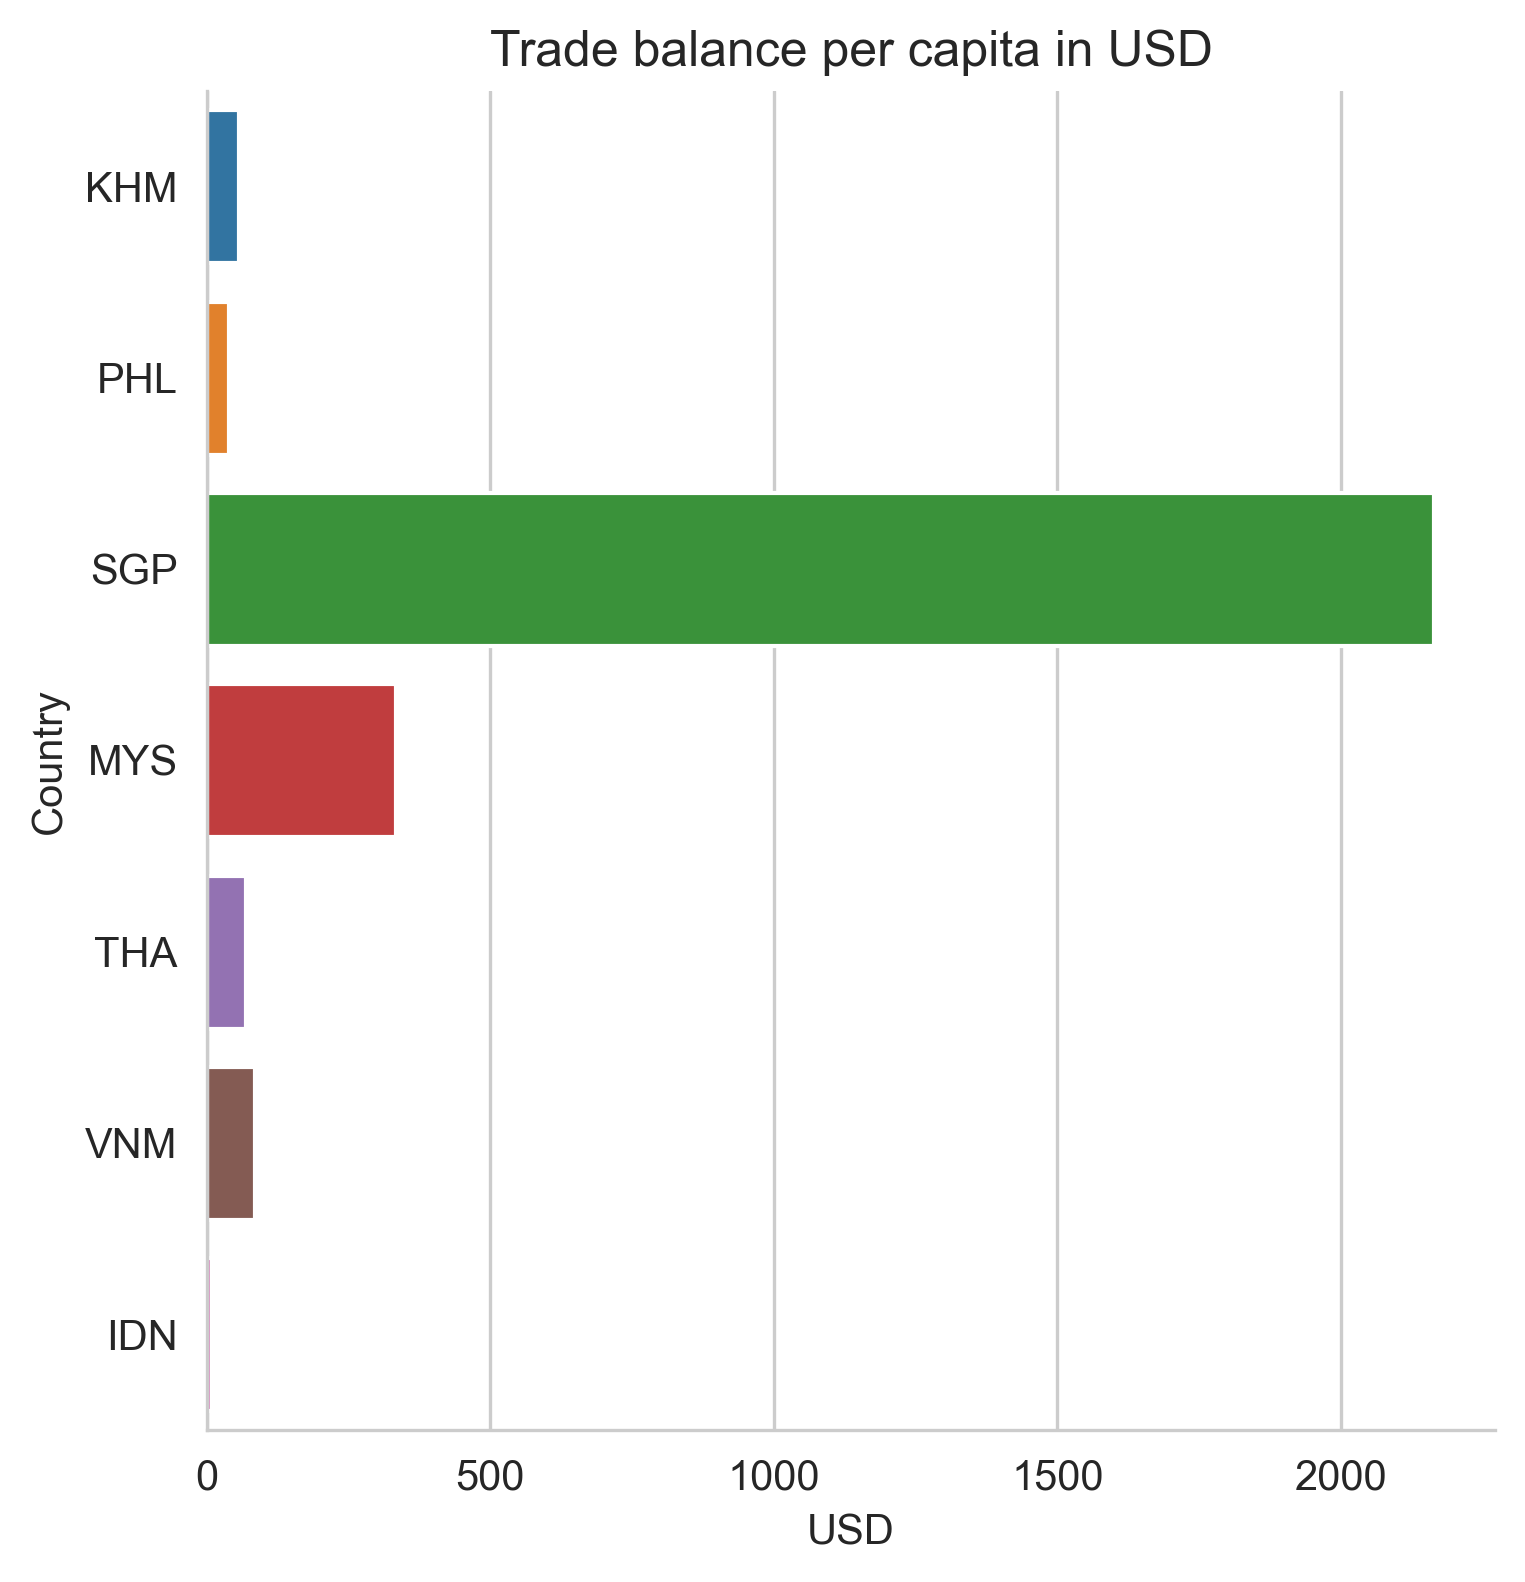 Trade balance per capita in USD
KHM
PHL
SGP
MYS
THA
VNM
IDN
Country
0 500 1000 1500 2000
USD